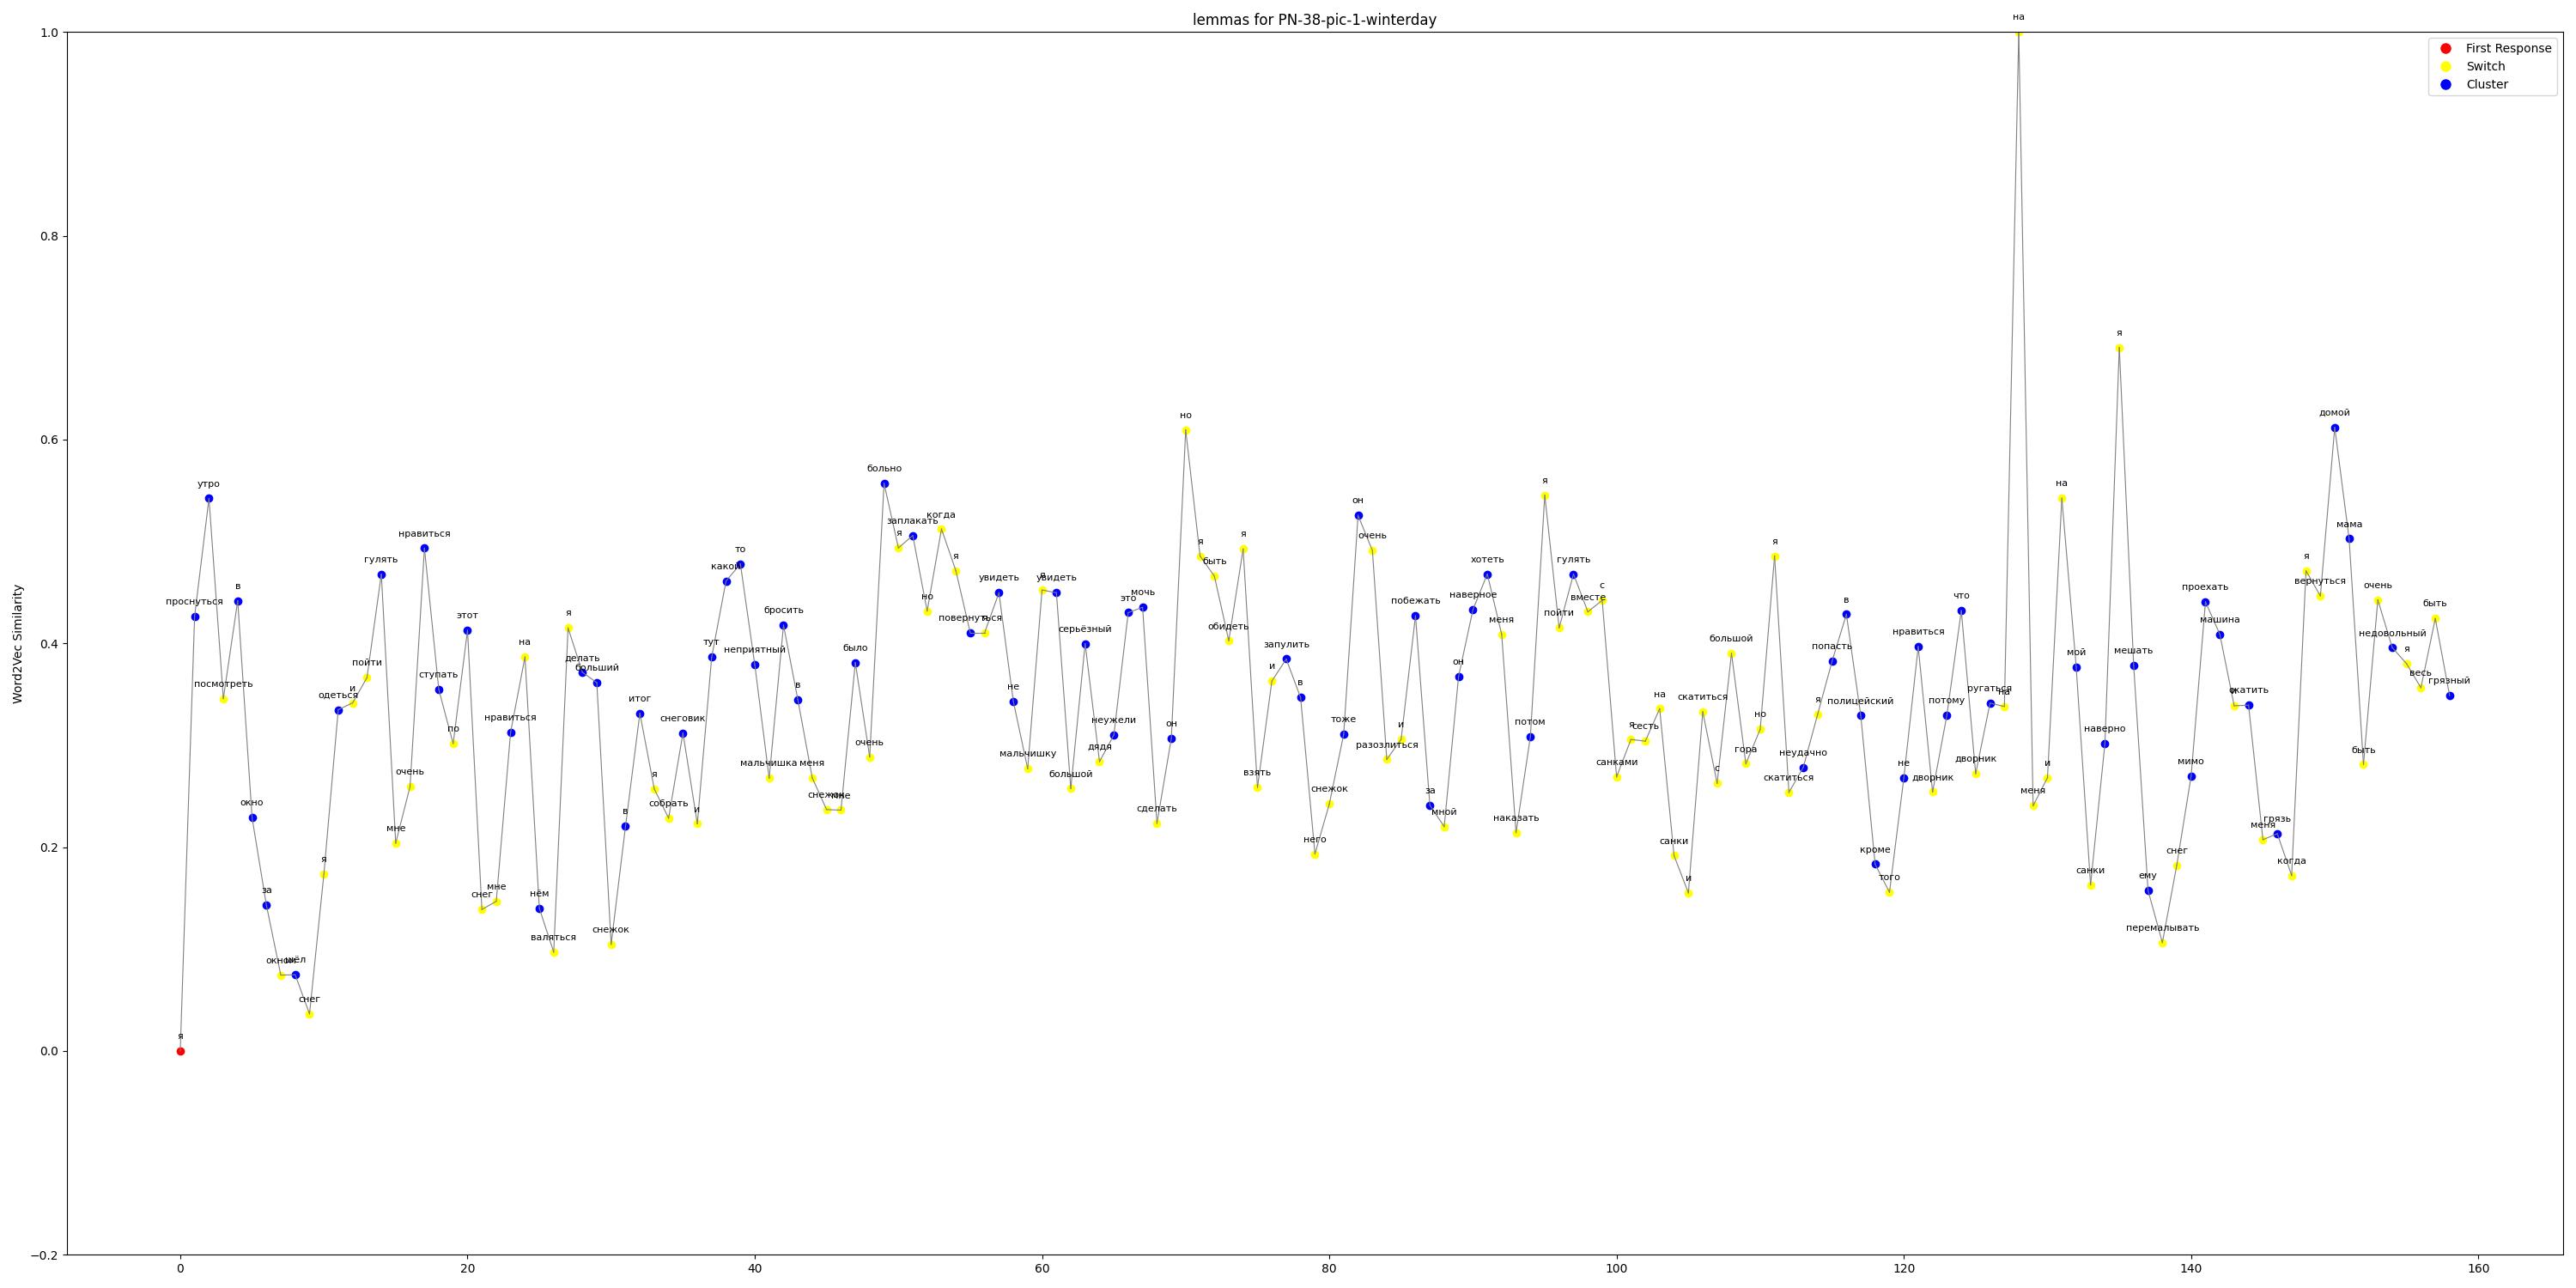 lemmas for PN-38-pic-1-winterday
Word2Vec Similarity
1.0
0.8
0.6
0.4
0.2
0.0
−0.2
0 20 40 60 80 100 120 140 160
First Response
Switch
Cluster
я
проснуться
утро
посмотреть
в
окно
за
окном
шёл
снег
я
одеться
и
пойти
гулять
мне
очень
нравиться
ступать
по
этот
снег
мне
нравиться
на
нём
валяться
я
делать
больший
снежок
в
итог
я
собрать
снеговик
и
тут
какой
то
неприятный
мальчишка
бросить
в
меня
снежок
мне
было
очень
больно
я
заплакать
но
когда
я
повернуться
я
увидеть
не
мальчишку
я
увидеть
большой
серьёзный
дядя
неужели
это
мочь
сделать
он
но
я
быть
обидеть
я
взять
и
запулить
в
него
снежок
тоже
он
очень
разозлиться
и
побежать
за
мной
он
наверное
хотеть
меня
наказать
потом
я
пойти
гулять
вместе
с
санками
я
сесть
на
санки
и
скатиться
с
большой
гора
но
я
скатиться
неудачно
я
попасть
в
полицейский
кроме
того
не
нравиться
дворник
потому
что
дворник
ругаться
на
на
меня
и
на
мой
санки
наверно
я
мешать
ему
перемалывать
снег
мимо
проехать
машина
и
окатить
меня
грязь
когда
я
вернуться
домой
мама
быть
очень
недовольный
я
весь
быть
грязный